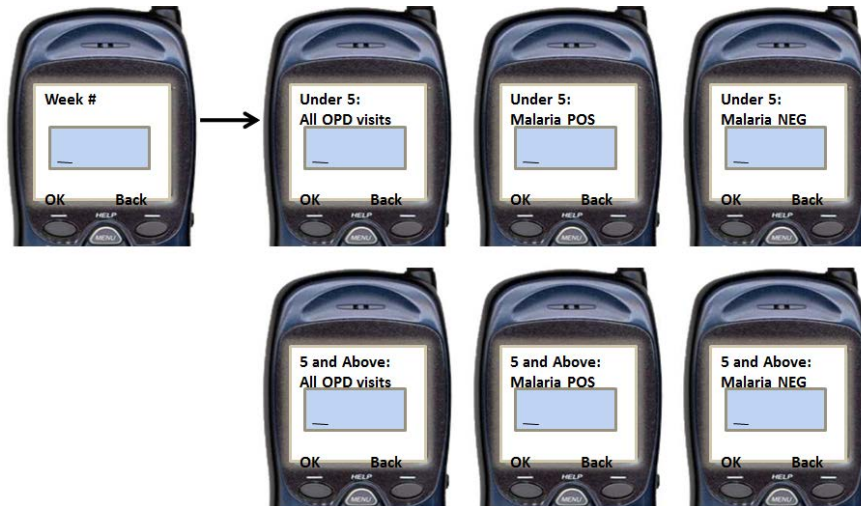 Week #
OK Back
HELP
MENU
Under 5:
All OPD visits
OK Back
HELP
MENU
Under 5:
Malaria POS
OK Back
HELP
MENU
Under 5:
Malaria NEG
OK Back
HELP
MENU
5 and Above:
All OPD visits
OK Back
HELP
MENU
5 and Above:
Malaria POS
OK Back
HELP
MENU
5 and Above:
Malaria NEG
OK Back
HELP
MENU